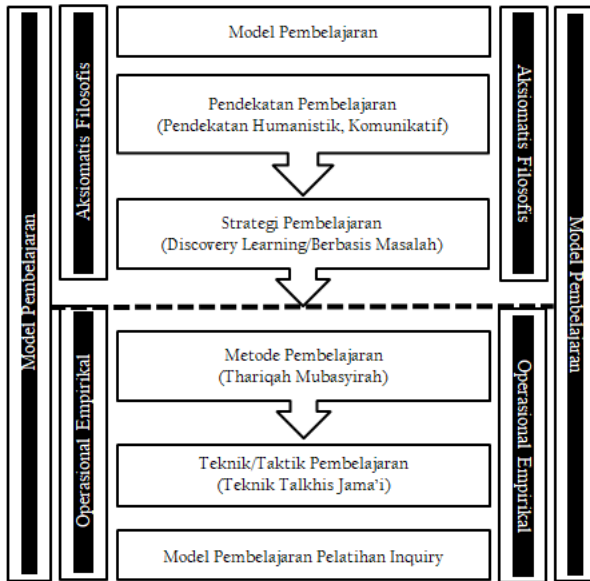 Model Pembelajaran
Aksiomatis Filosofis
Operasional Empirikal
Model Pembelajaran
Pendekatan Pembelajaran
(Pendekatan Humanistik, Komunikatif)
Strategi Pembelajaran
(Discovery Learning/Berbasis Masalah)
Metode Pembelajaran
(Thariqah Mubasyirah)
Teknik/Taktik Pembelajaran
(Teknik Talkhis Jama'i)
Model Pembelajaran Pelatihan Inquiry
Aksiomatis Filosofis
Operasional Empirikal
Model Pembelajaran